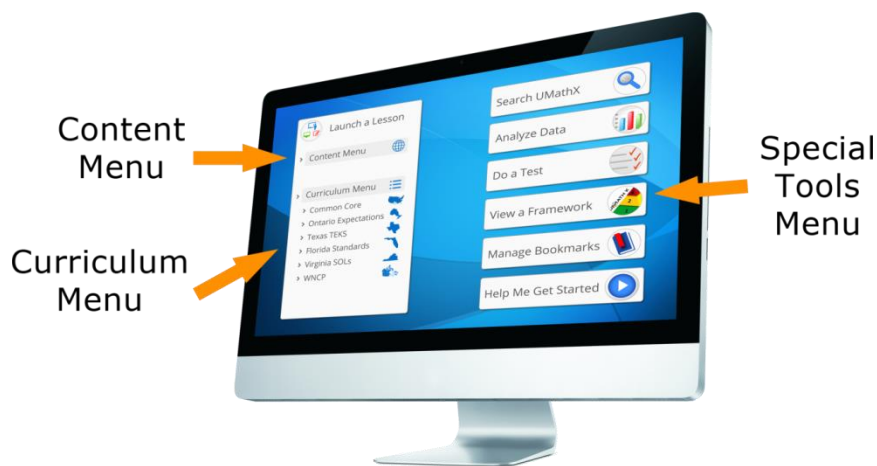 Content
Menu
Curriculum
Menu
Launch a Lesson
Content Menu
Curriculum Menu
Common Core
Ontario Expectations
Texas TEKS
Florida Standards
Virginia SOLs
WNCP
Search UMathX
Analyze Data
Do a Test
View a Framework
Manage Bookmarks
Help Me Get Started
Special
Tools
Menu